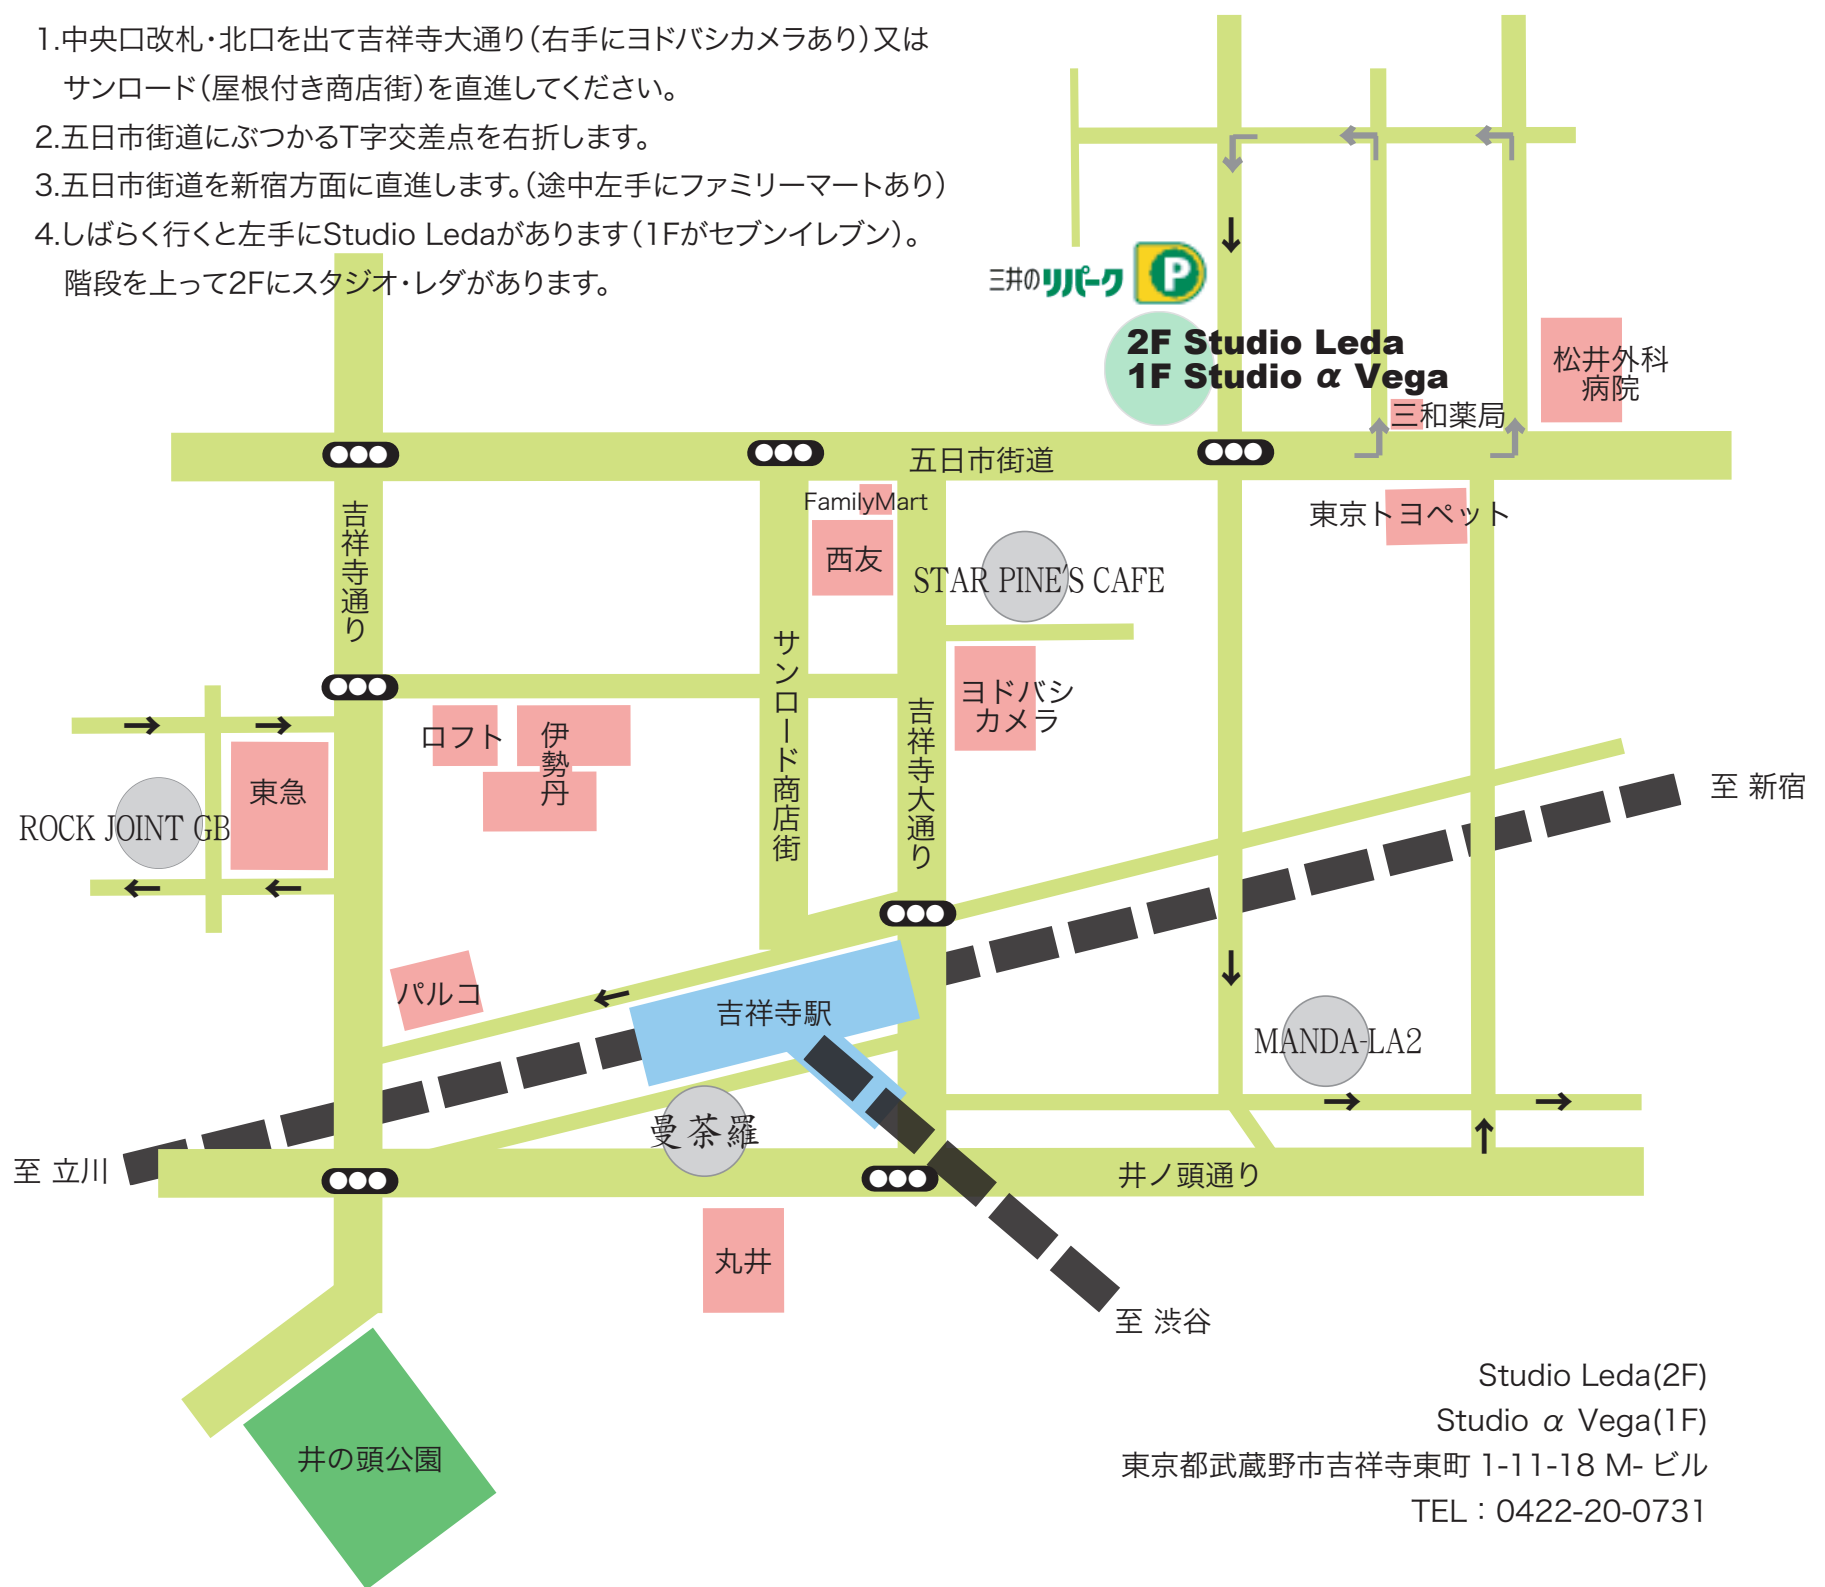 1.中央口改札・北口を出て吉祥寺大通り(右手にヨドバシカメラあり)又は
サンロード(屋根付き商店街)を直進してください。
2.五日市街道にぶつかるT字交差点を右折します。
3.五日市街道を新宿方面に直進します。(途中左手にファミリーマートあり)
4.しばらく行くと左手にStudio Ledaがあります(1Fがセブンイレブン)。
階段を上って2Fにスタジオ・レダがあります。
三井のリパーク P
2F Studio Leda
1F Studio α Vega
松井外科
病院
三和薬局
五日市街道
FamilyMart
西友
東京トヨペット
STAR PINE'S CAFE
吉祥寺通り
サンロード商店街
吉祥寺大通り
ヨドバシ
カメラ
ロフト
伊勢丹
東急
ROCK JOINT GB
至 新宿
パルコ
吉祥寺駅
MANDA-LA2
曼荼羅
至 立川
井ノ頭通り
丸井
至 渋谷
井の頭公園
Studio Leda(2F)
Studio α Vega(1F)
東京都武蔵野市吉祥寺東町 1-11-18 M- ビル
TEL：0422-20-0731